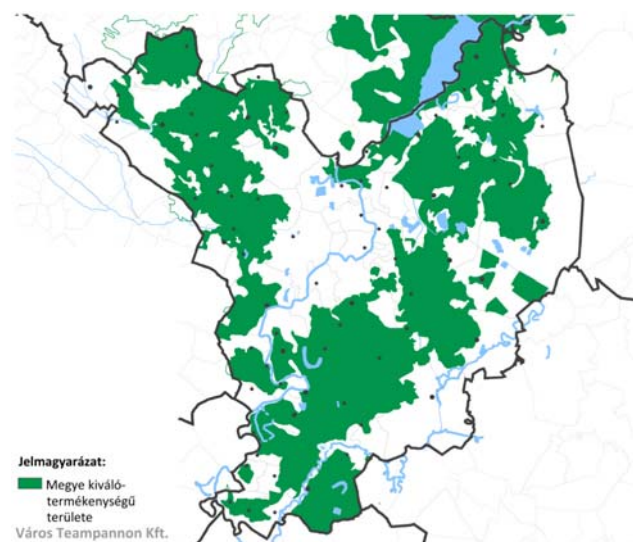 Jelmagyarázat:
Megye kiváló-
termékenységű
területe
Város Teampannon Kft.